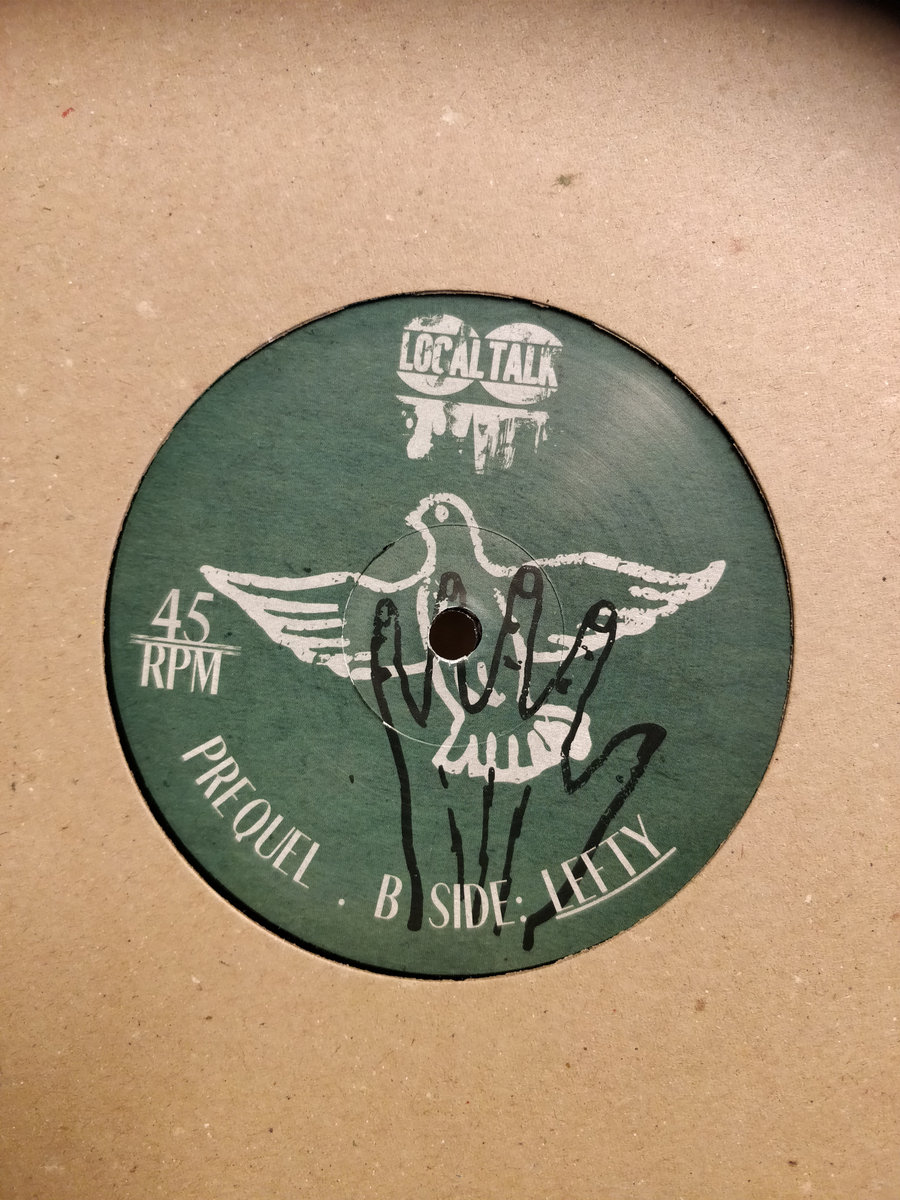 LOCAL TALK
45
RPM
PREQUEL . B SIDE: LEFTY